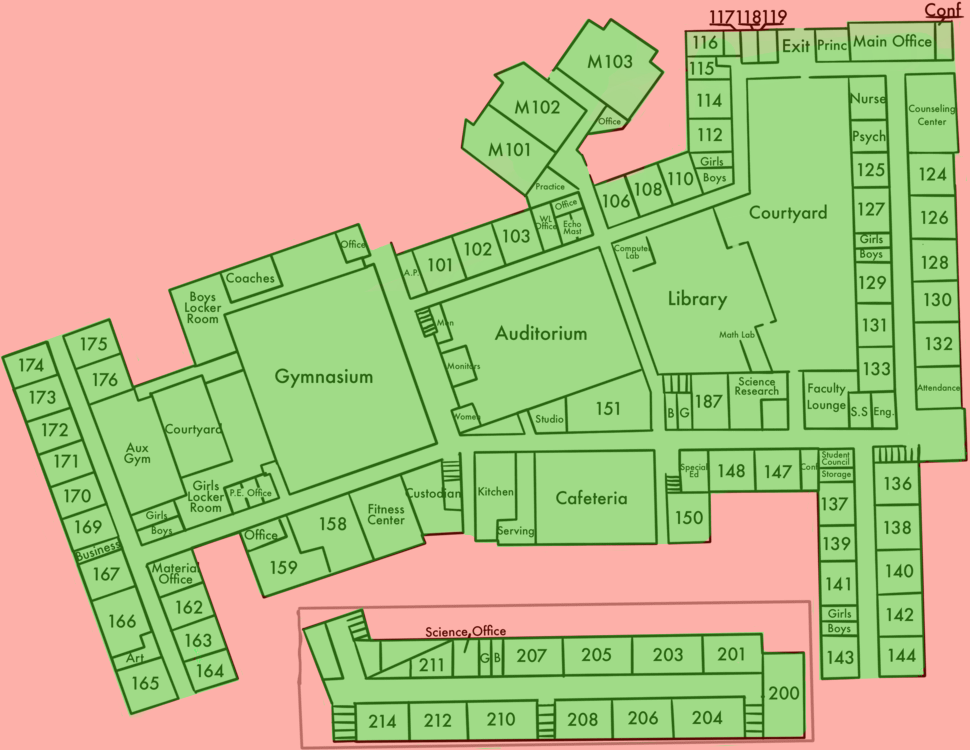 117 118 119
Conf
116
Exit
Princ
Main Office
M103
115
Nurse
Counseling
Center
114
M102
Office
112
Psych
M101
Girls
125
124
Practice
110
Boys
108
106
Office
127
126
WL
Office
Echo
Mast
Courtyard
103
Girls
102
Office
Computer
Lab
Boys
128
101
A.P.
Coaches
129
130
Boys
Locker
Room
Library
Men
Auditorium
131
Math Lab
132
175
174
Monitors
133
176
Gymnasium
Science
Research
Faculty
Lounge
Attendance
173
187
151
B
G
S.S
Eng.
172
Women
Studio
Courtyard
Aux
Gym
171
Student
Council
Special
Ed
148
147
Conf
Storage
136
170
Girls
Locker
Room
P.E. Office
Custodian
Kitchen
Cafeteria
137
Girls
Boys
Fitness
Center
150
169
158
138
Serving
Office
139
Business
159
140
167
Material
Office
141
162
142
166
Girls
Boys
163
Science Office
Art
143
144
164
211
G
B
207
205
203
201
165
200
214
212
210
208
206
204